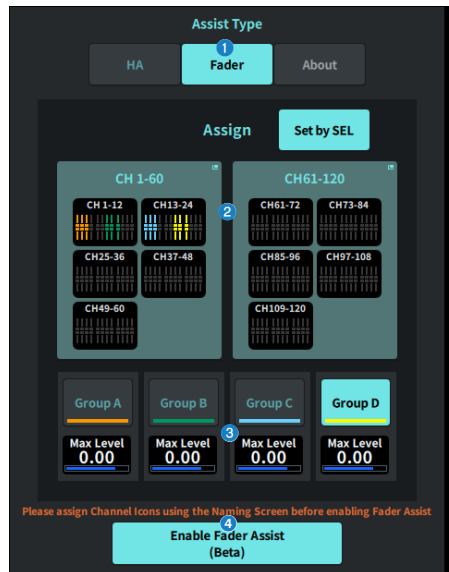 Assist Type
1
HA
Fader
About
Assign
Set by SEL
CH 1-60
CH61-120
2
CH 1-12
CH13-24
CH61-72
CH73-84
CH25-36
CH37-48
CH85-96
CH97-108
CH49-60
CH109-120
Group A
Group B
Group C
Group D
3
Max Level
0.00
Max Level
0.00
Max Level
0.00
Max Level
0.00
Please assign Channel Icons using the Naming Screen before enabling Fader Assist
4
Enable Fader Assist
(Beta)